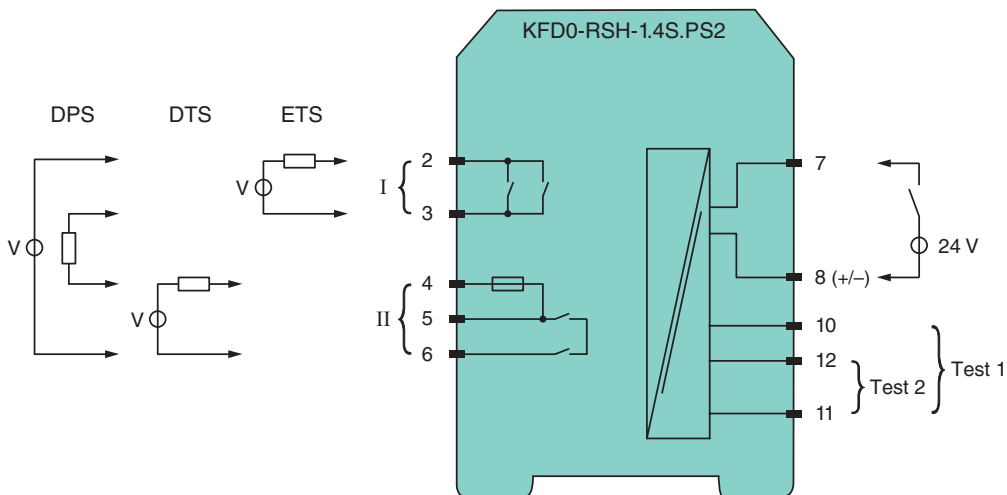 KFD0-RSH-1.4S.PS2
DPS
DTS
ETS
V
V
V
I
2
3
II
4
5
6
7
24 V
8 (+/–)
10
12
11
Test 2
Test 1